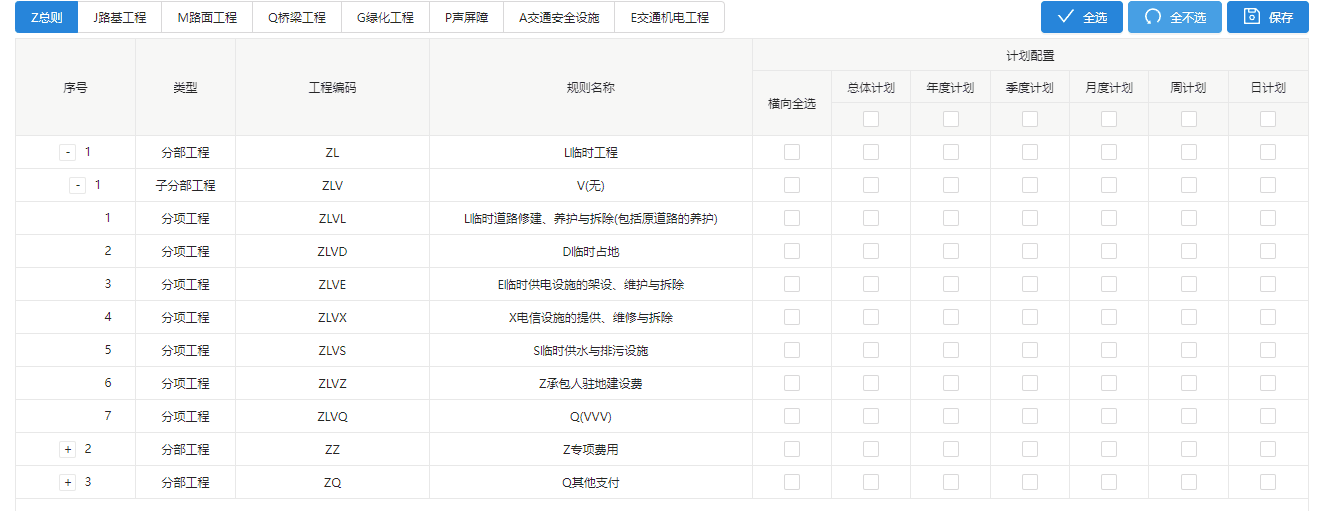 Z总则 J路基工程 M路面工程 Q桥梁工程 G绿化工程 P声屏障 A交通安全设施 E交通机电工程 全选 全不选 保存
序号 类型 工程编码 规则名称 计划配置
横向全选 总体计划 年度计划 季度计划 月度计划 周计划 日计划
- 1 分部工程 ZL L临时工程
- 1 子分部工程 ZLV V(无)
1 分项工程 ZLVL L临时道路修建、养护与拆除(包括原道路的养护)
2 分项工程 ZLVD D临时占地
3 分项工程 ZLVE E临时供电设施的架设、维护与拆除
4 分项工程 ZLVX X电信设施的提供、维修与拆除
5 分项工程 ZLVS S临时供水与排污设施
6 分项工程 ZLVZ Z承包人驻地建设费
7 分项工程 ZLVQ Q(VVV)
+ 2 分部工程 ZZ Z专项费用
+ 3 分部工程 ZQ Q其他支付